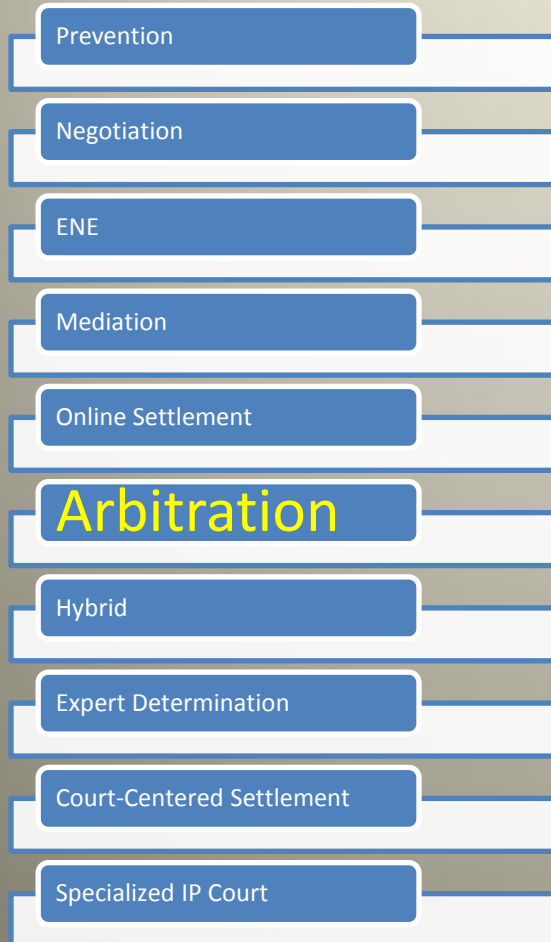 Prevention
Negotiation
ENE
Mediation
Online Settlement
Arbitration
Hybrid
Expert Determination
Court-Centered Settlement
Specialized IP Court